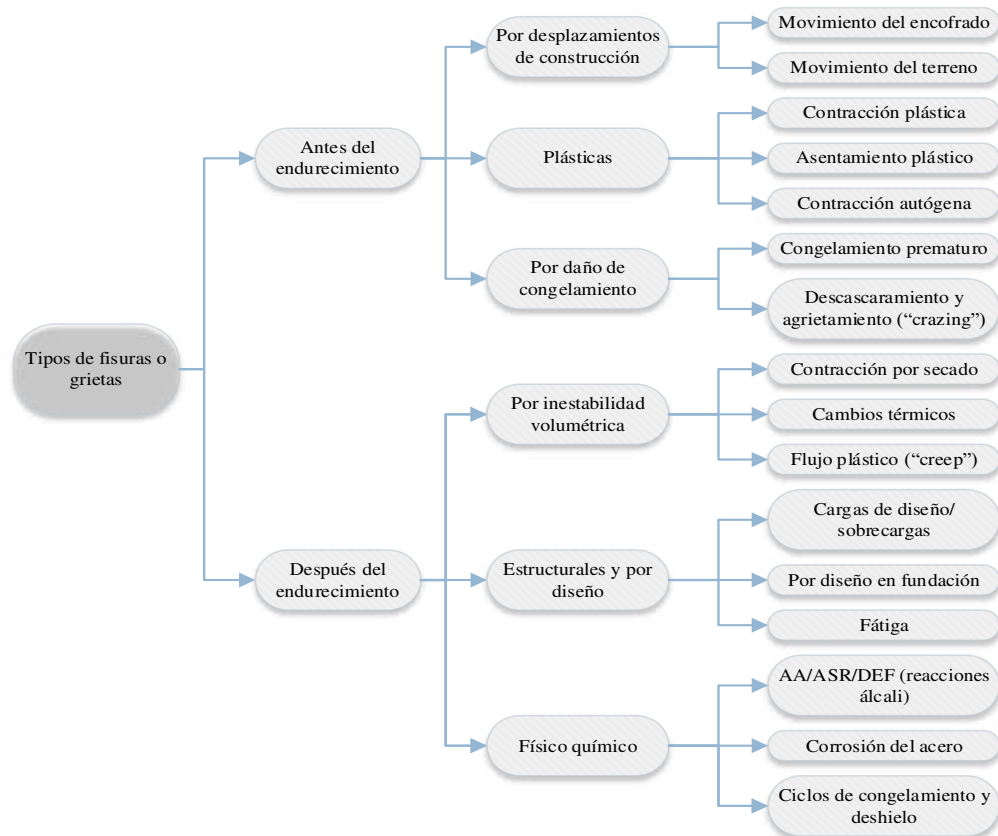 Tipos de fisuras o
grietas
Antes del
endurecimiento
Por desplazamientos
de construcción
Movimiento del encofrado
Movimiento del terreno
Plásticas
Contracción plástica
Asentamiento plástico
Contracción autógena
Por daño de
congelamiento
Congelamiento prematuro
Descascaramiento y
agrietamiento (“crazing”)
Después del
endurecimiento
Por inestabilidad
volumétrica
Contracción por secado
Cambios térmicos
Flujo plástico (“creep”)
Estructurales y por
diseño
Cargas de diseño/
sobrecargas
Por diseño en fundación
Fátiga
Físico químico
AA/ASR/DEF (reacciones
álcali)
Corrosión del acero
Ciclos de congelamiento y
deshielo